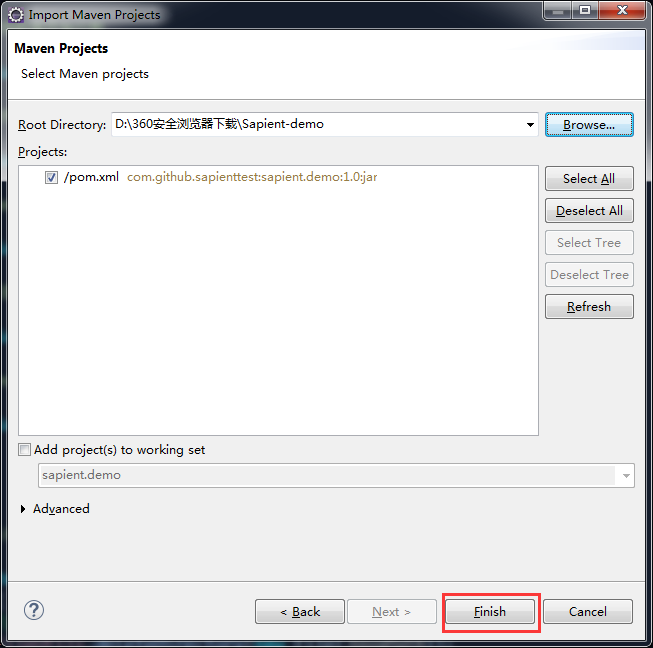 Import Maven Projects
Maven Projects
Select Maven projects
Root Directory: D:\360安全浏览器下载\Sapient-demo Browse...
Projects:
/pom.xml com.github.sapienttest:sapient.demo:1.0:jar
Select All
Deselect All
Select Tree
Deselect Tree
Refresh
Add project(s) to working set
sapient.demo
Advanced
< Back Next > Finish Cancel